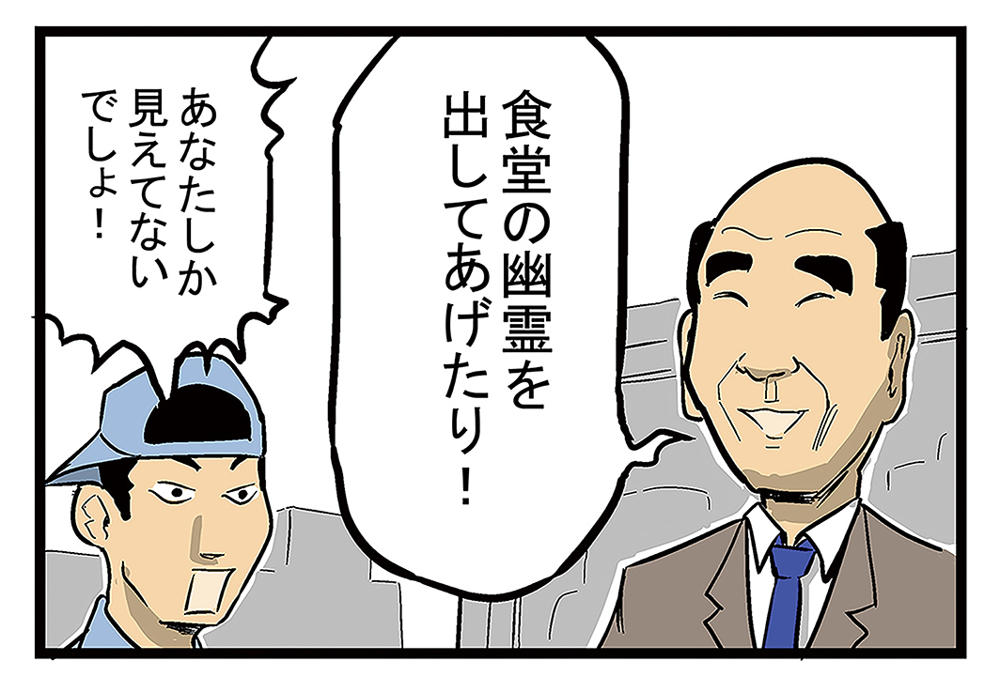 食堂の幽霊を
出してあげたり！
あなたしか
見えてない
でしょ！